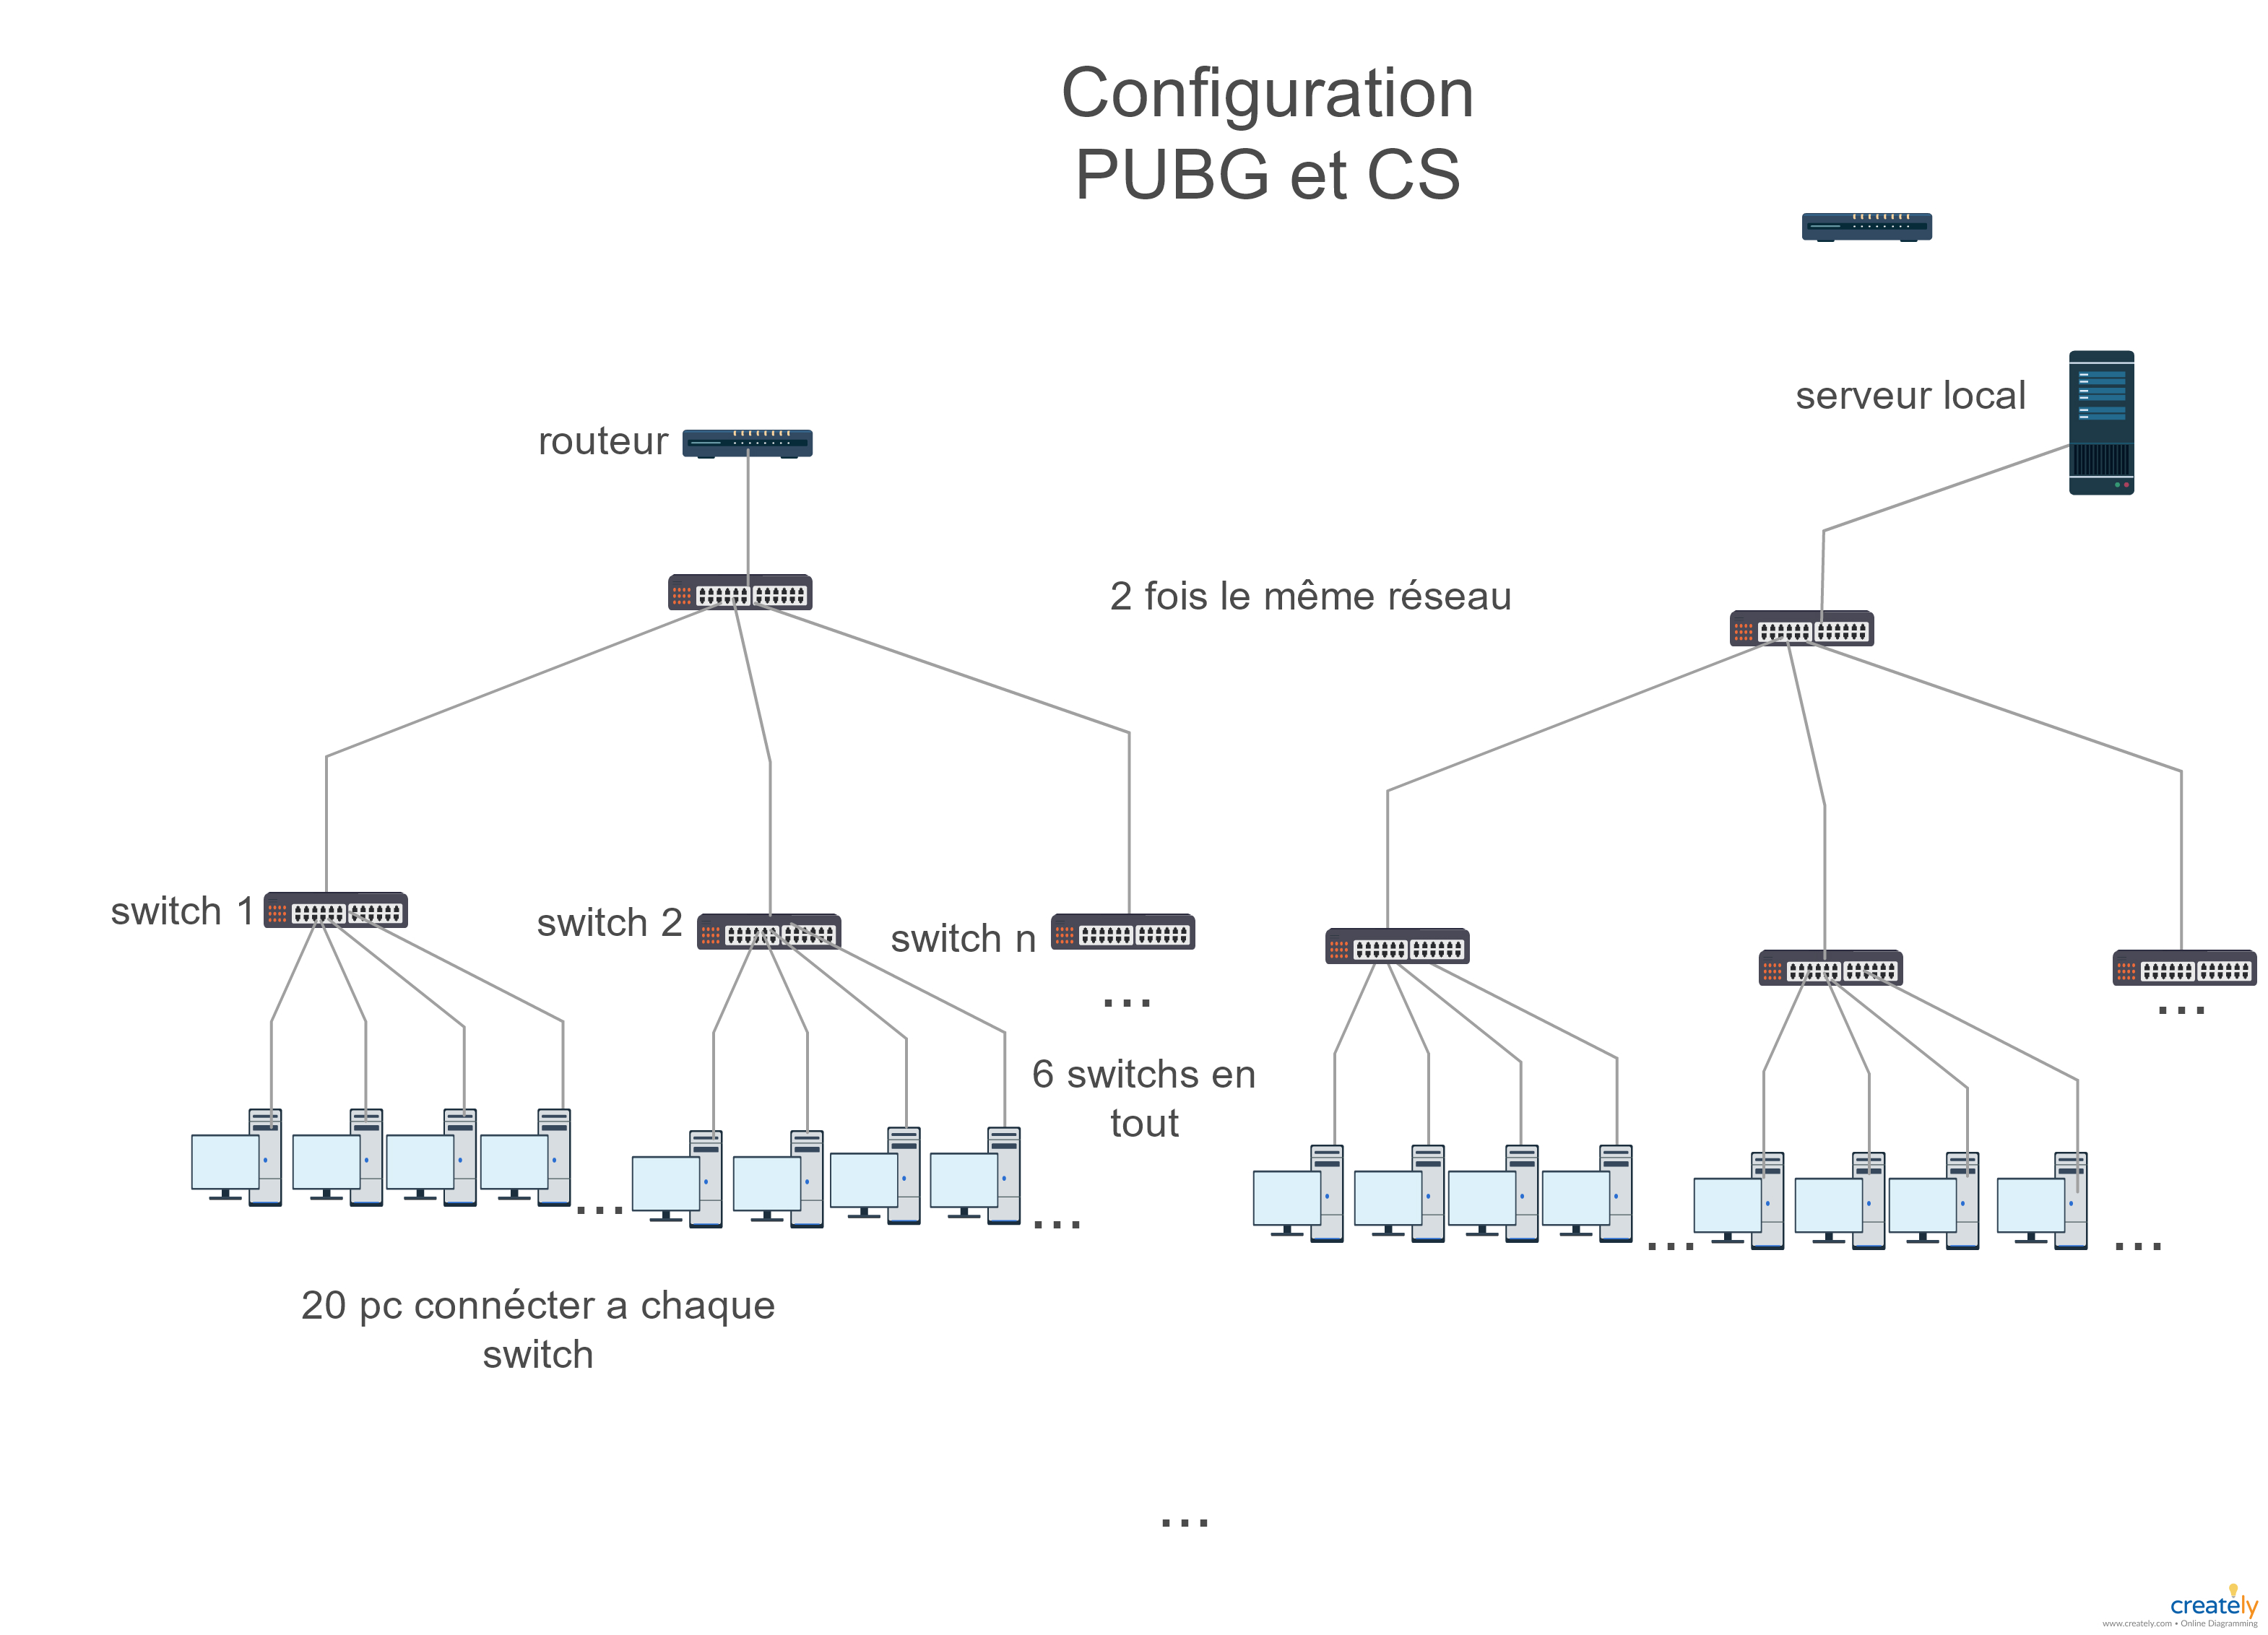 Configuration
PUBG et CS
serveur local
routeur
2 fois le même réseau
switch 1
switch 2
switch n
...
...
6 switchs en
tout
...
...
...
...
20 pc connécter a chaque
switch
...
creately
www.creately.com • Online Diagramming